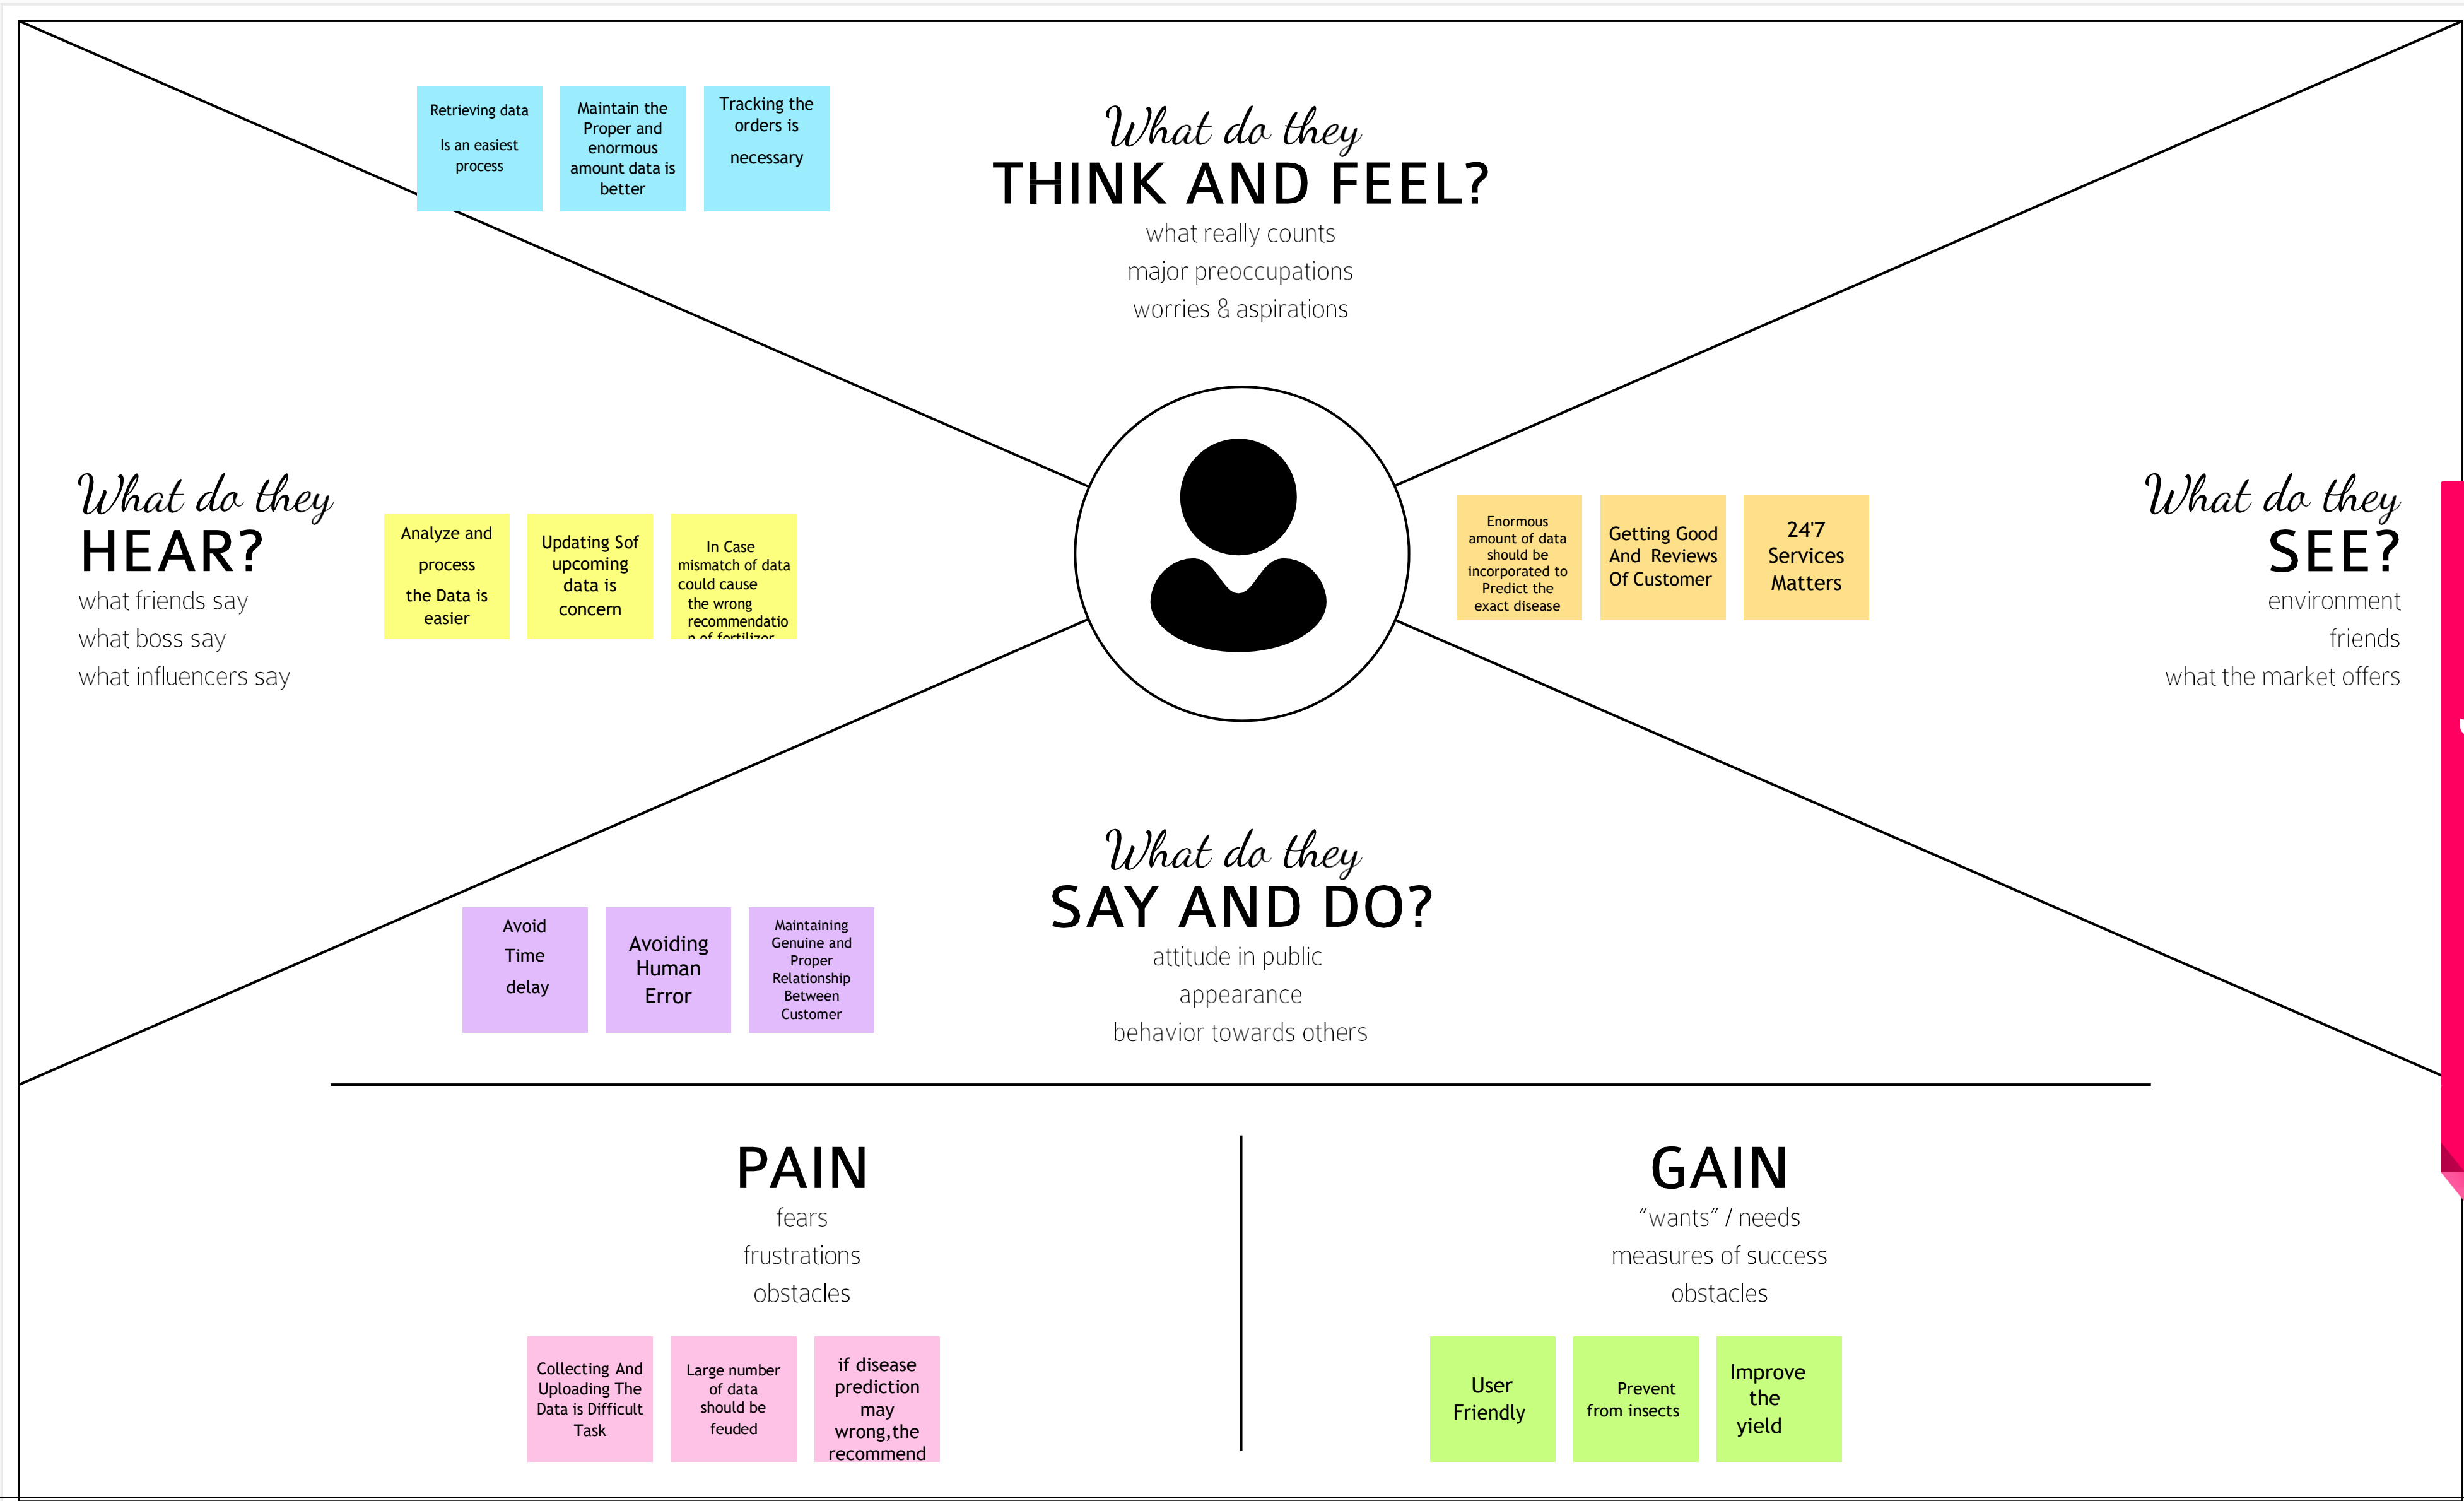 Retrieving data
Is an easiest
process
Maintain the
Proper and
enormous
amount data is
better
Tracking the
orders is
necessary
What do they
THINK AND FEEL?
what really counts
major preoccupations
worries & aspirations
What do they
HEAR?
what friends say
what boss say
what influencers say
Analyze and
process
the Data is
easier
Updating Sof
upcoming
data is
concern
In Case
mismatch of data
could cause
the wrong
recommendatio
n of fertilizer
Enormous
amount of data
should be
incorporated to
Predict the
exact disease
Getting Good
And Reviews
Of Customer
24'7
Services
Matters
What do they
SEE?
environment
friends
what the market offers
What do they
SAY AND DO?
attitude in public
appearance
behavior towards others
Avoid
Time
delay
Avoiding
Human
Error
Maintaining
Genuine and
Proper
Relationship
Between
Customer
PAIN
fears
frustrations
obstacles
Collecting And
Uploading The
Data is Difficult
Task
Large number
of data
should be
feuded
if disease
prediction
may
wrong,the
recommend
GAIN
“wants” / needs
measures of success
obstacles
User
Friendly
Prevent
from insects
Improve
the
yield